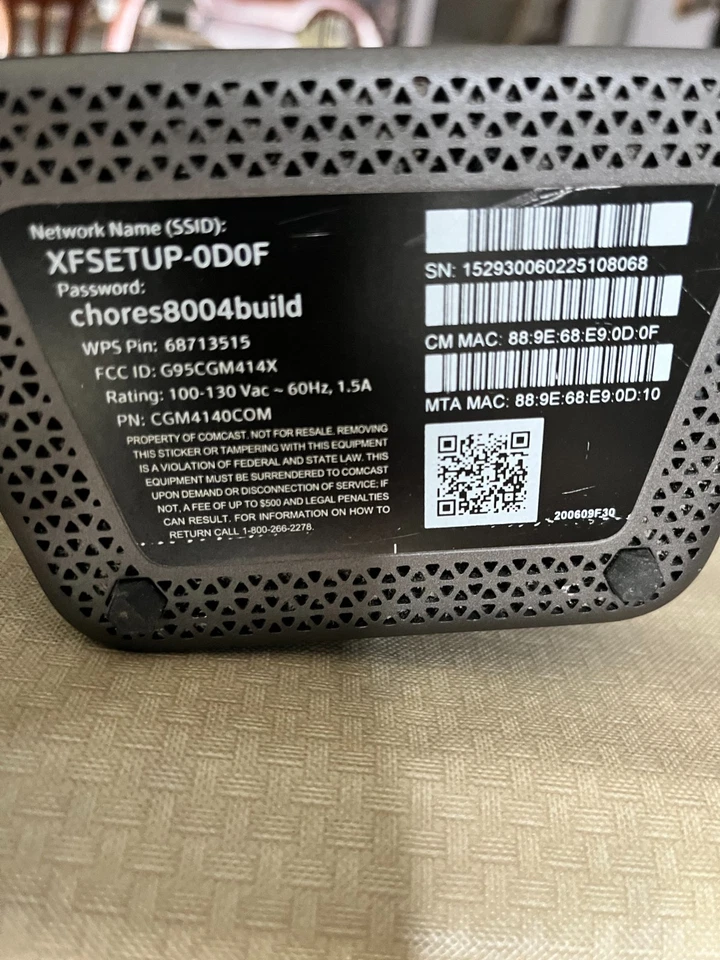 Network Name (SSID):
XFSETUP-0D0F
Password:
chores8004build
WPS Pin: 68713515
FCC ID: G95CGM414X
Rating: 100-130 Vac ~ 60Hz, 1.5A
PN: CGM4140COM
PROPERTY OF COMCAST. NOT FOR RESALE. REMOVING
THIS STICKER OR TAMPERING WITH THIS EQUIPMENT
IS A VIOLATION OF FEDERAL AND STATE LAW. THIS
EQUIPMENT MUST BE SURRENDERED TO COMCAST
UPON DEMAND OR DISCONNECTION OF SERVICE; IF
NOT, A FEE OF UP TO $500 AND LEGAL PENALTIES
CAN RESULT. FOR INFORMATION ON HOW TO
RETURN CALL 1-800-266-2278.
SN: 152930060225108068
CM MAC: 88:9E:68:E9:0D:0F
MTA MAC: 88:9E:68:E9:0D:10
200609F30